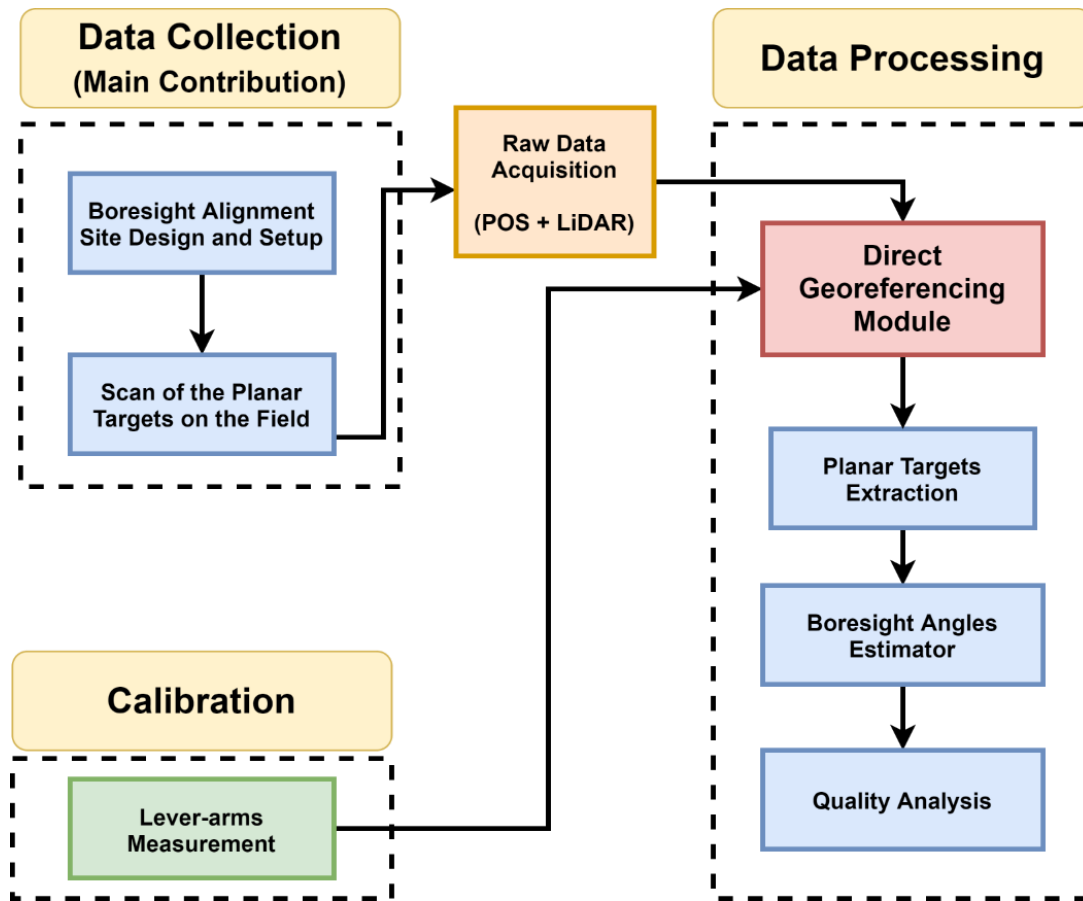 Data Collection
(Main Contribution)
Boresight Alignment
Site Design and Setup
Scan of the Planar
Targets on the Field
Raw Data
Acquisition
(POS + LiDAR)
Calibration
Lever-arms
Measurement
Data Processing
Direct
Georeferencing
Module
Planar Targets
Extraction
Boresight Angles
Estimator
Quality Analysis